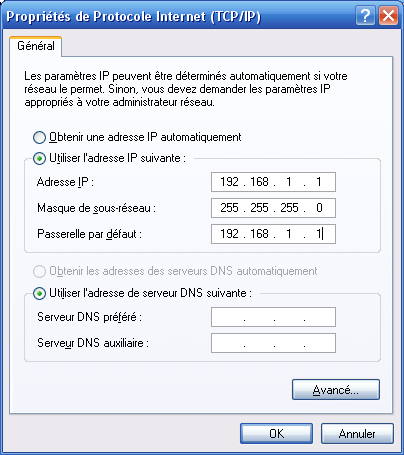 Propriétés de Protocole Internet (TCP/IP)
Général
Les paramètres IP peuvent être déterminés automatiquement si votre
réseau le permet. Sinon, vous devez demander les paramètres IP
appropriés à votre administrateur réseau.
Obtenir une adresse IP automatiquement
Utiliser l'adresse IP suivante :
Adresse IP : 192 . 168 . 1 . 1
Masque de sous-réseau : 255 . 255 . 255 . 0
Passerelle par défaut : 192 . 168 . 1 . 1
Obtenir les adresses des serveurs DNS automatiquement
Utiliser l'adresse de serveur DNS suivante :
Serveur DNS préféré : . . .
Serveur DNS auxiliaire : . . .
Avancé...
OK Annuler